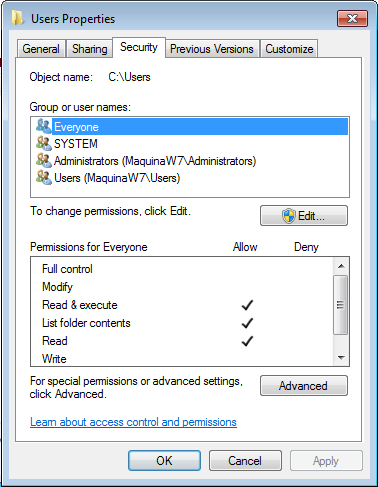 Users Properties
General Sharing Security Previous Versions Customize
Object name: C:\Users
Group or user names:
Everyone
SYSTEM
Administrators (MaquinaW7\Administrators)
Users (MaquinaW7\Users)
To change permissions, click Edit.
Edit...
Permissions for Everyone Allow Deny
Full control
Modify
Read & execute
List folder contents
Read
Write
For special permissions or advanced settings,
click Advanced.
Advanced
Learn about access control and permissions
OK Cancel Apply